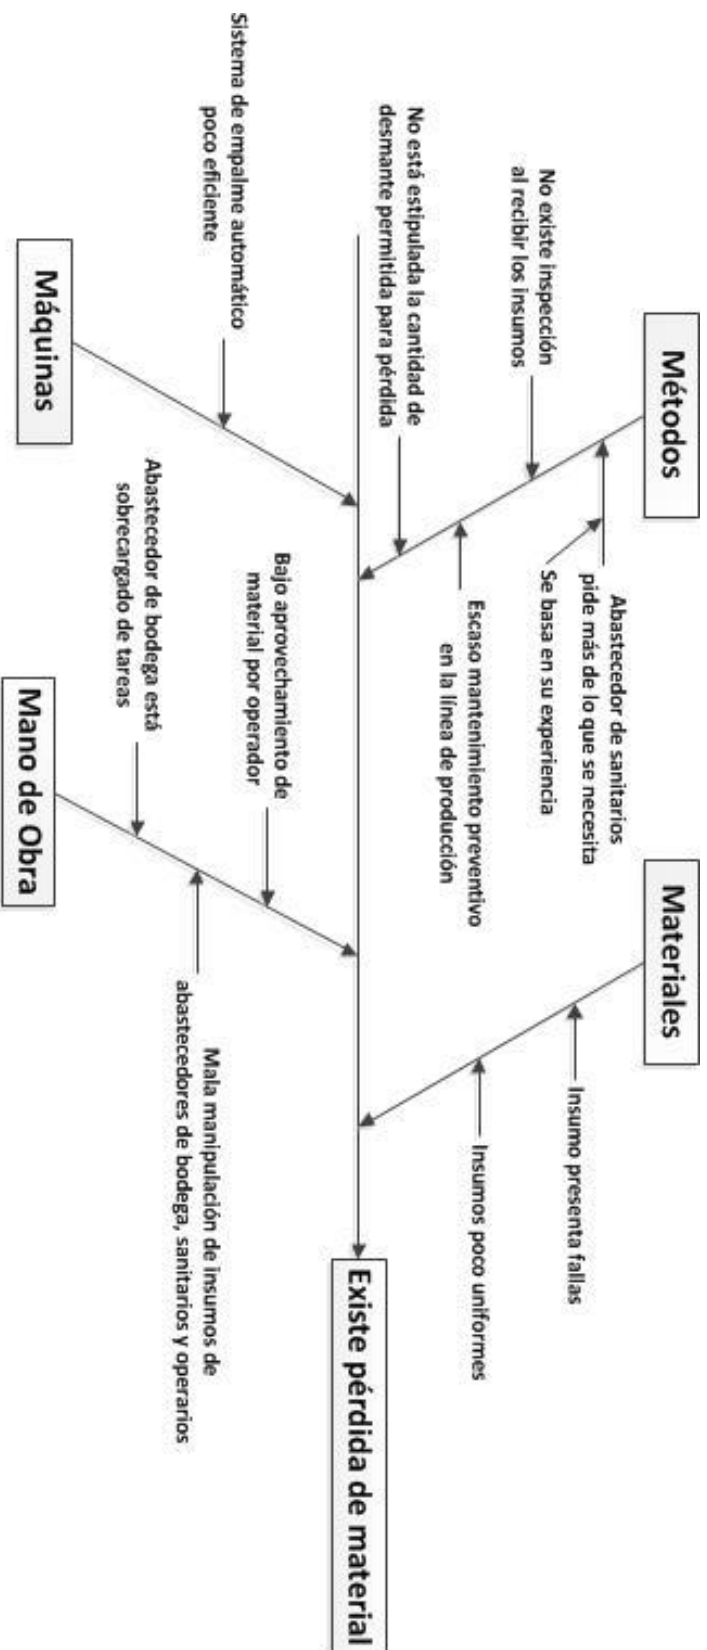 Métodos
Materiales
Abastecedor de sanitarios
pide más de lo que se necesita
Se basa en su experiencia
Insumo presenta fallas
No existe inspección
al recibir los insumos
Escaso mantenimiento preventivo
en la línea de producción
Insumos poco uniformes
No está estipulada la cantidad de
desmante permitida para pérdida
Existe pérdida de material
Sistema de empalme automático
poco eficiente
Bajo aprovechamiento de
material por operador
Mala manipulación de insumos de
abastecedores de bodega, sanitarios y operarios
Abastecedor de bodega está
sobrecargado de tareas
Máquinas
Mano de Obra